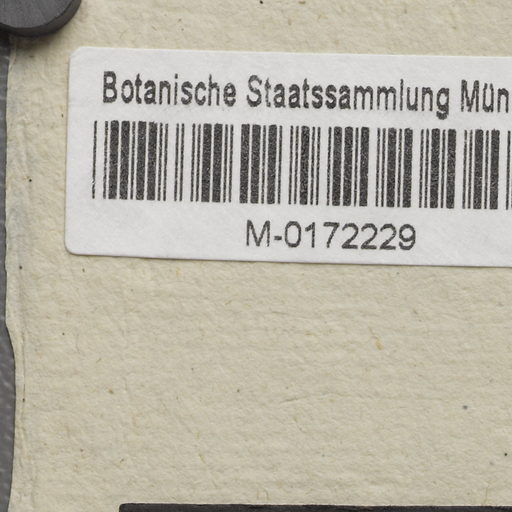 Botanische Staatssammlung Mün
M-0172229